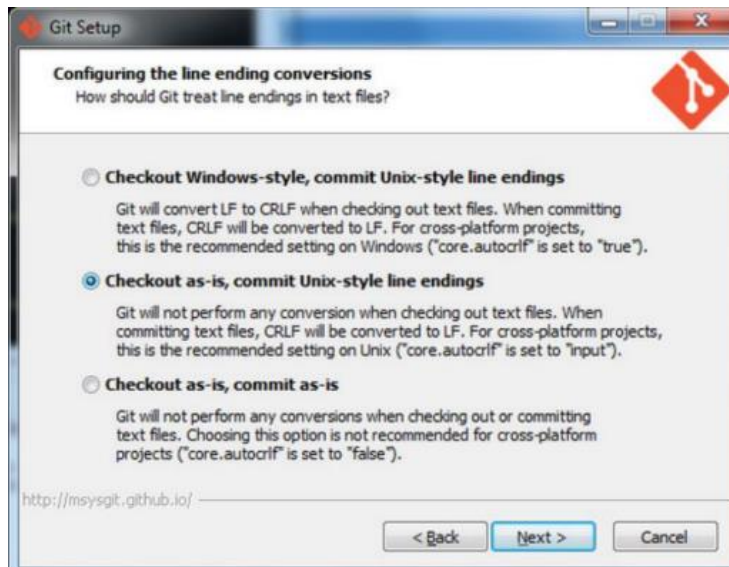 Git Setup
Configuring the line ending conversions
How should Git treat line endings in text files?
Checkout Windows-style, commit Unix-style line endings
Git will convert LF to CRLF when checking out text files. When committing
text files, CRLF will be converted to LF. For cross-platform projects,
this is the recommended setting on Windows ("core.autocrlf" is set to "true").
Checkout as-is, commit Unix-style line endings
Git will not perform any conversion when checking out text files. When
committing text files, CRLF will be converted to LF. For cross-platform projects,
this is the recommended setting on Unix ("core.autocrlf" is set to "input").
Checkout as-is, commit as-is
Git will not perform any conversions when checking out or committing
text files. Choosing this option is not recommended for cross-platform
projects ("core.autocrlf" is set to "false").
http://msysgit.github.io/
< Back
Next >
Cancel